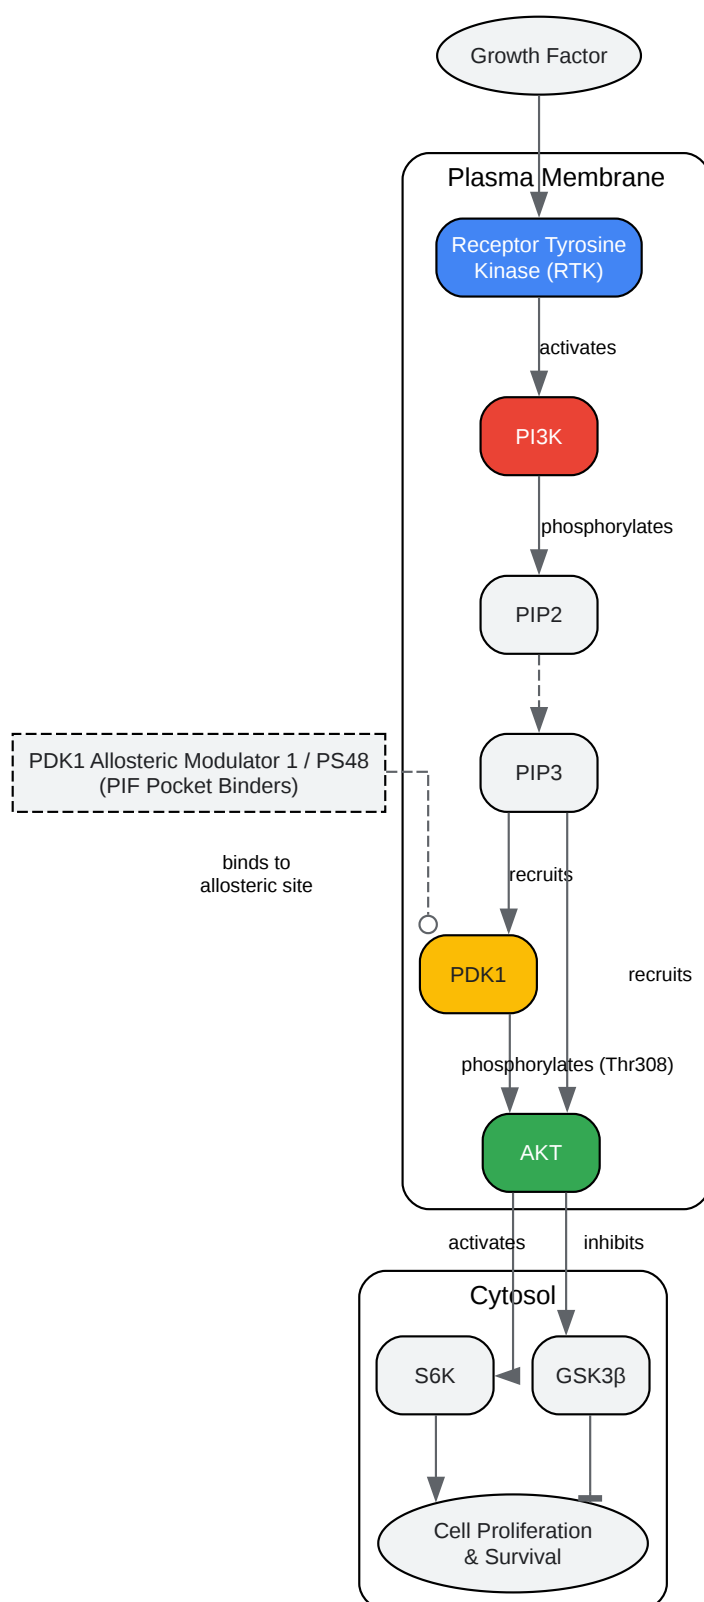 Growth Factor
Plasma Membrane
Receptor Tyrosine
Kinase (RTK)
activates
PI3K
phosphorylates
PIP2
PDK1 Allosteric Modulator 1 / PS48
(PIF Pocket Binders)
PIP3
binds to
allosteric site
recruits
PDK1
recruits
phosphorylates (Thr308)
AKT
activates
inhibits
Cytosol
S6K
GSK3β
Cell Proliferation
& Survival